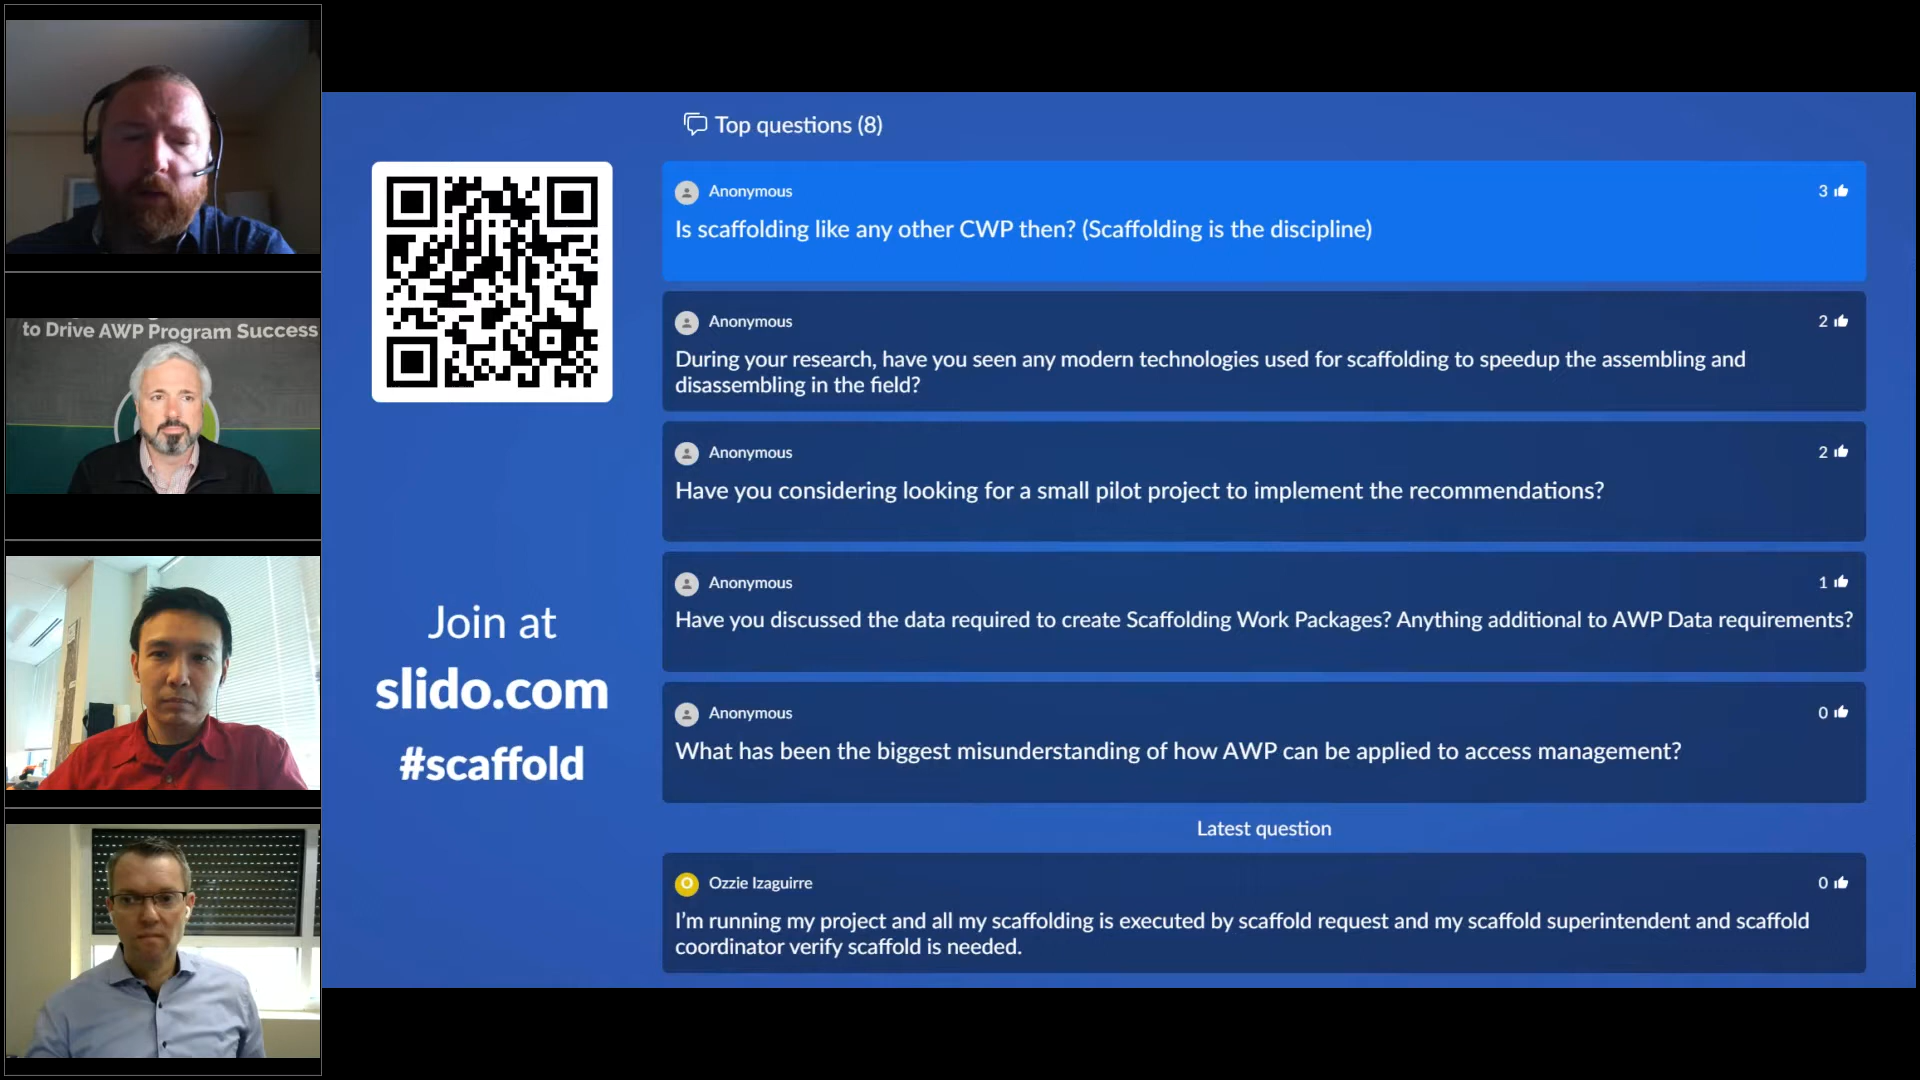 to Drive AWP Program Success
Top questions (8)
Anonymous
3
Is scaffolding like any other CWP then? (Scaffolding is the discipline)
Anonymous
2
During your research, have you seen any modern technologies used for scaffolding to speedup the assembling and
disassembling in the field?
Anonymous
2
Have you considering looking for a small pilot project to implement the recommendations?
Anonymous
1
Have you discussed the data required to create Scaffolding Work Packages? Anything additional to AWP Data requirements?
Anonymous
0
What has been the biggest misunderstanding of how AWP can be applied to access management?
Latest question
O
Ozzie Izaguirre
0
I'm running my project and all my scaffolding is executed by scaffold request and my scaffold superintendent and scaffold
coordinator verify scaffold is needed.
Join at
slido.com
#scaffold